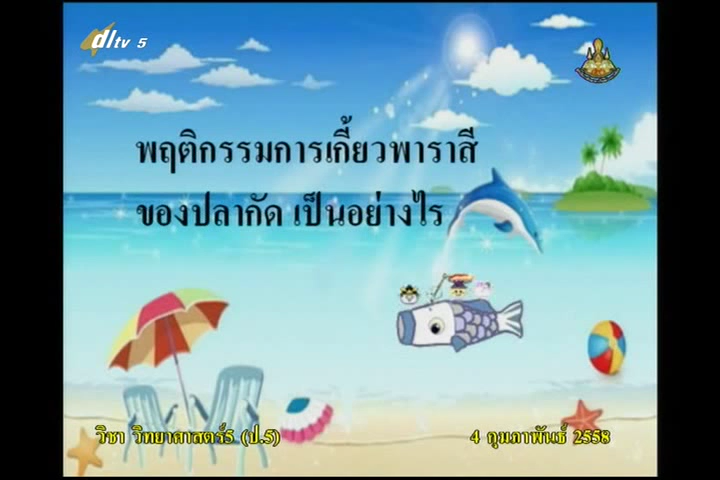 dltv 5
พฤติกรรมการเกี้ยวพาราสี
ของปลากัด เป็นอย่างไร
วิชา วิทยาศาสตร์5 (ป.5)
4 กุมภาพันธ์ 2558